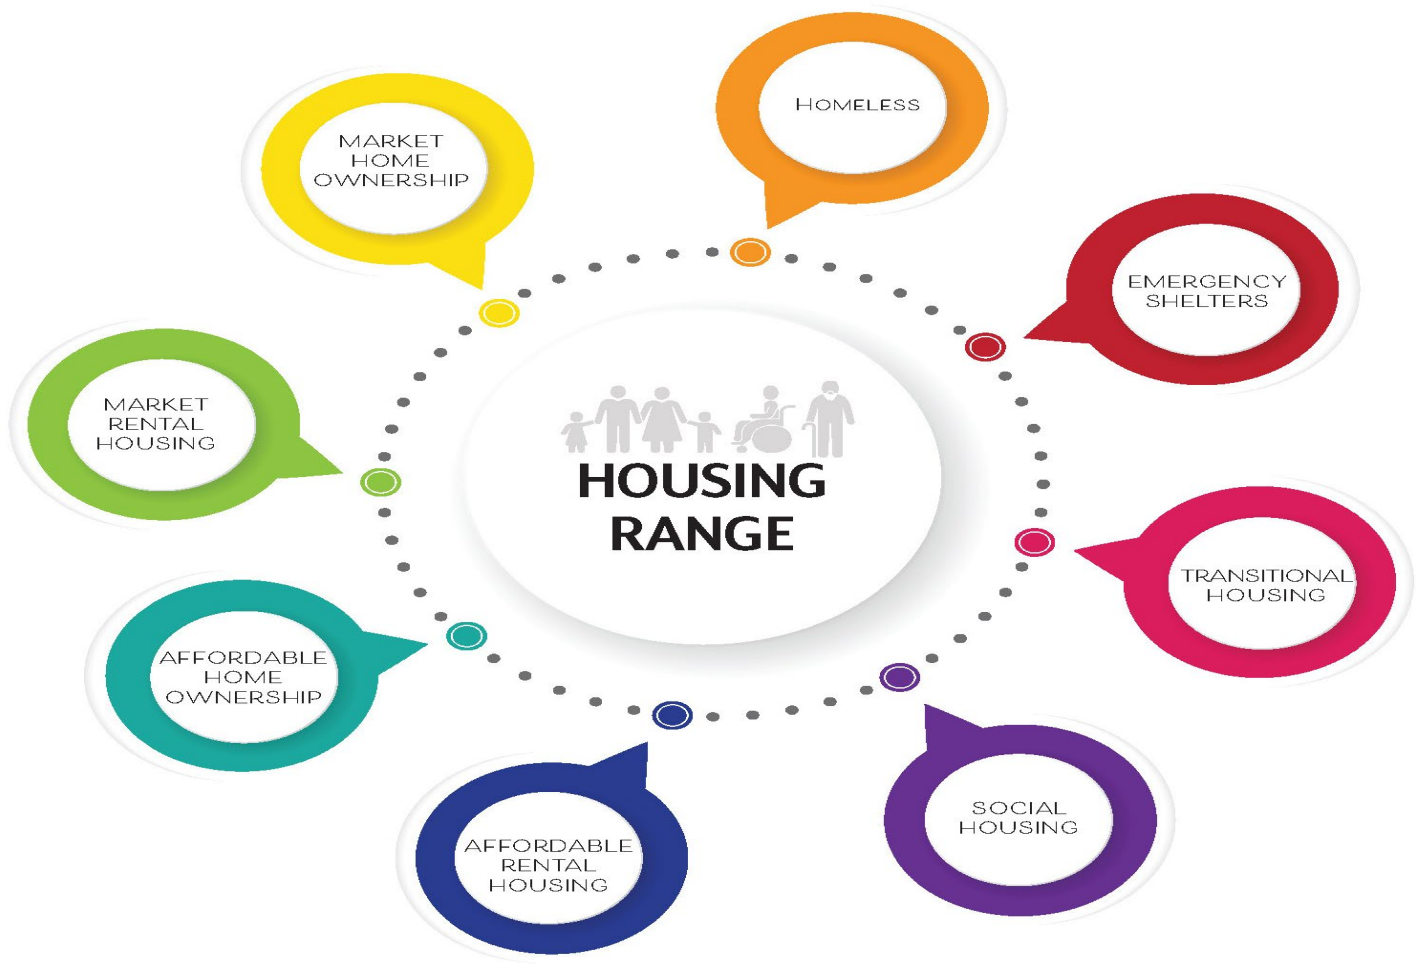 HOUSING
RANGE
HOMELESS
EMERGENCY
SHELTERS
TRANSITIONAL
HOUSING
SOCIAL
HOUSING
AFFORDABLE
RENTAL
HOUSING
AFFORDABLE
HOME
OWNERSHIP
MARKET
RENTAL
HOUSING
MARKET
HOME
OWNERSHIP